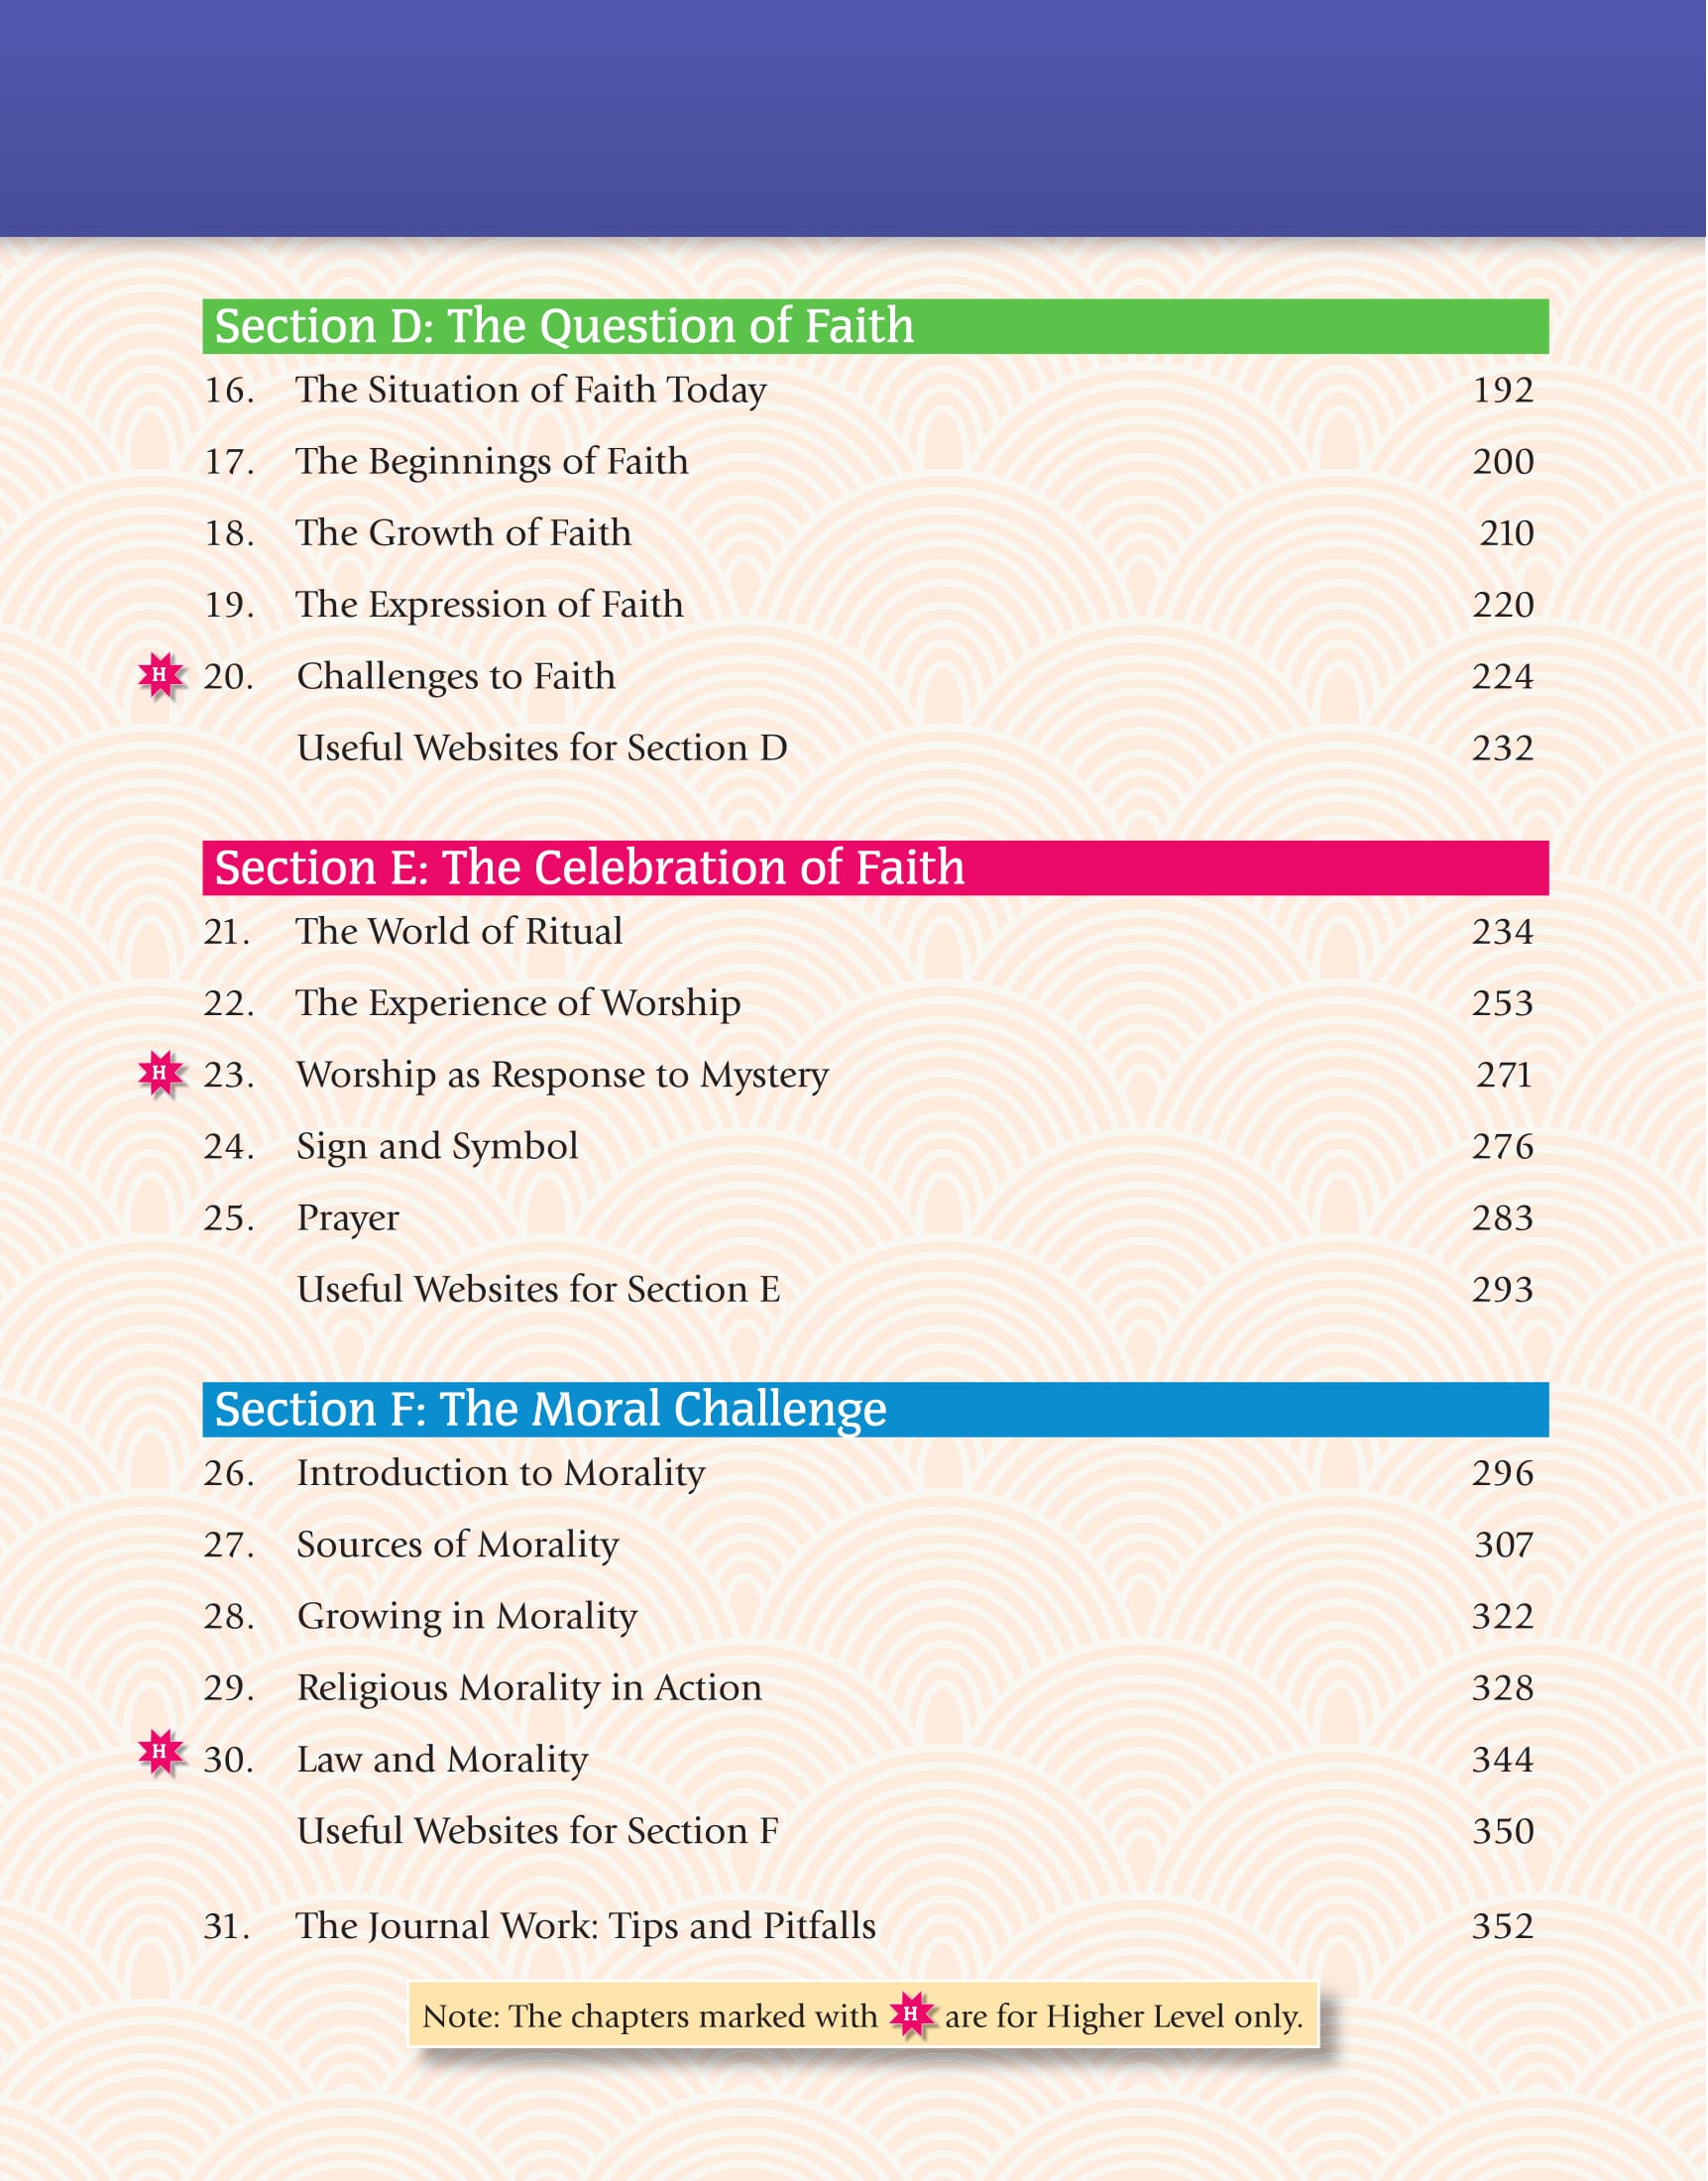 Section D: The Question of Faith
16. The Situation of Faith Today 192
17. The Beginnings of Faith 200
18. The Growth of Faith 210
19. The Expression of Faith 220
H 20. Challenges to Faith 224
Useful Websites for Section D 232
Section E: The Celebration of Faith
21. The World of Ritual 234
22. The Experience of Worship 253
H 23. Worship as Response to Mystery 271
24. Sign and Symbol 276
25. Prayer 283
Useful Websites for Section E 293
Section F: The Moral Challenge
26. Introduction to Morality 296
27. Sources of Morality 307
28. Growing in Morality 322
29. Religious Morality in Action 328
H 30. Law and Morality 344
Useful Websites for Section F 350
31. The Journal Work: Tips and Pitfalls 352
Note: The chapters marked with H are for Higher Level only.